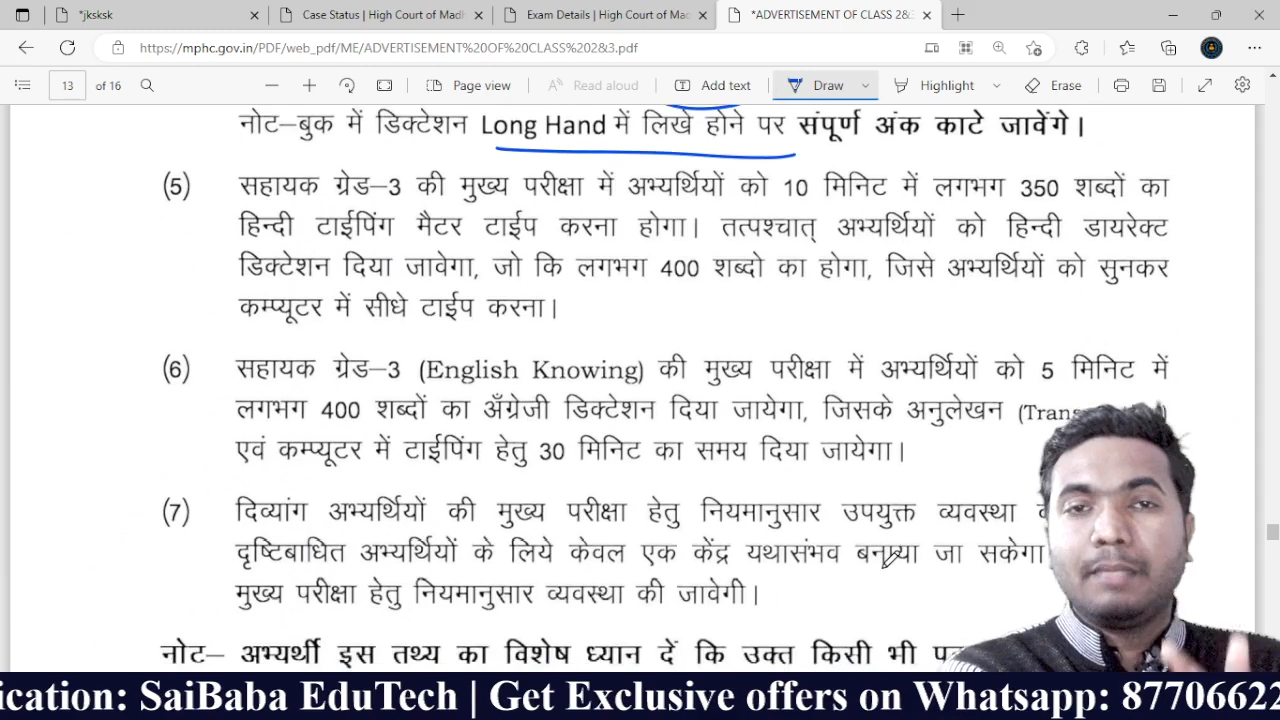 *jksksk
Case Status | High Court of Madh
Exam Details | High Court of Mad
*ADVERTISEMENT OF CLASS 2&3
https://mphc.gov.in/PDF/web_pdf/ME/ADVERTISEMENT%20OF%20CLASS%202&3.pdf
13 of 16
Page view
Read aloud
Add text
Draw
Highlight
Erase
नोट–बुक में डिक्टेशन Long Hand में लिखे होने पर संपूर्ण अंक काटे जावेंगे।
(5) सहायक ग्रेड–3 की मुख्य परीक्षा में अभ्यर्थियों को 10 मिनिट में लगभग 350 शब्दों का
हिन्दी टाईपिंग मैटर टाईप करना होगा। तत्पश्चात् अभ्यर्थियों को हिन्दी डायरेक्ट
डिक्टेशन दिया जावेगा, जो कि लगभग 400 शब्दो का होगा, जिसे अभ्यर्थियों को सुनकर
कम्प्यूटर में सीधे टाईप करना।
(6) सहायक ग्रेड–3 (English Knowing) की मुख्य परीक्षा में अभ्यर्थियों को 5 मिनिट में
लगभग 400 शब्दों का अँग्रेजी डिक्टेशन दिया जायेगा, जिसके अनुलेखन
एवं कम्प्यूटर में टाईपिंग हेतु 30 मिनिट का समय दिया जायेगा।
(7) दिव्यांग अभ्यर्थियों की मुख्य परीक्षा हेतु नियमानुसार उपयुक्त व्यवस्था
दृष्टिबाधित अभ्यर्थियों के लिये केवल एक केंद्र यथासंभव बनाया जा सकेगा
मुख्य परीक्षा हेतु नियमानुसार व्यवस्था की जावेगी।
नोट– अभ्यर्थी इस तथ्य का विशेष ध्यान दें कि उक्त किसी भी
ication: SaiBaba EduTech | Get Exclusive offers on Whatsapp: 8770662